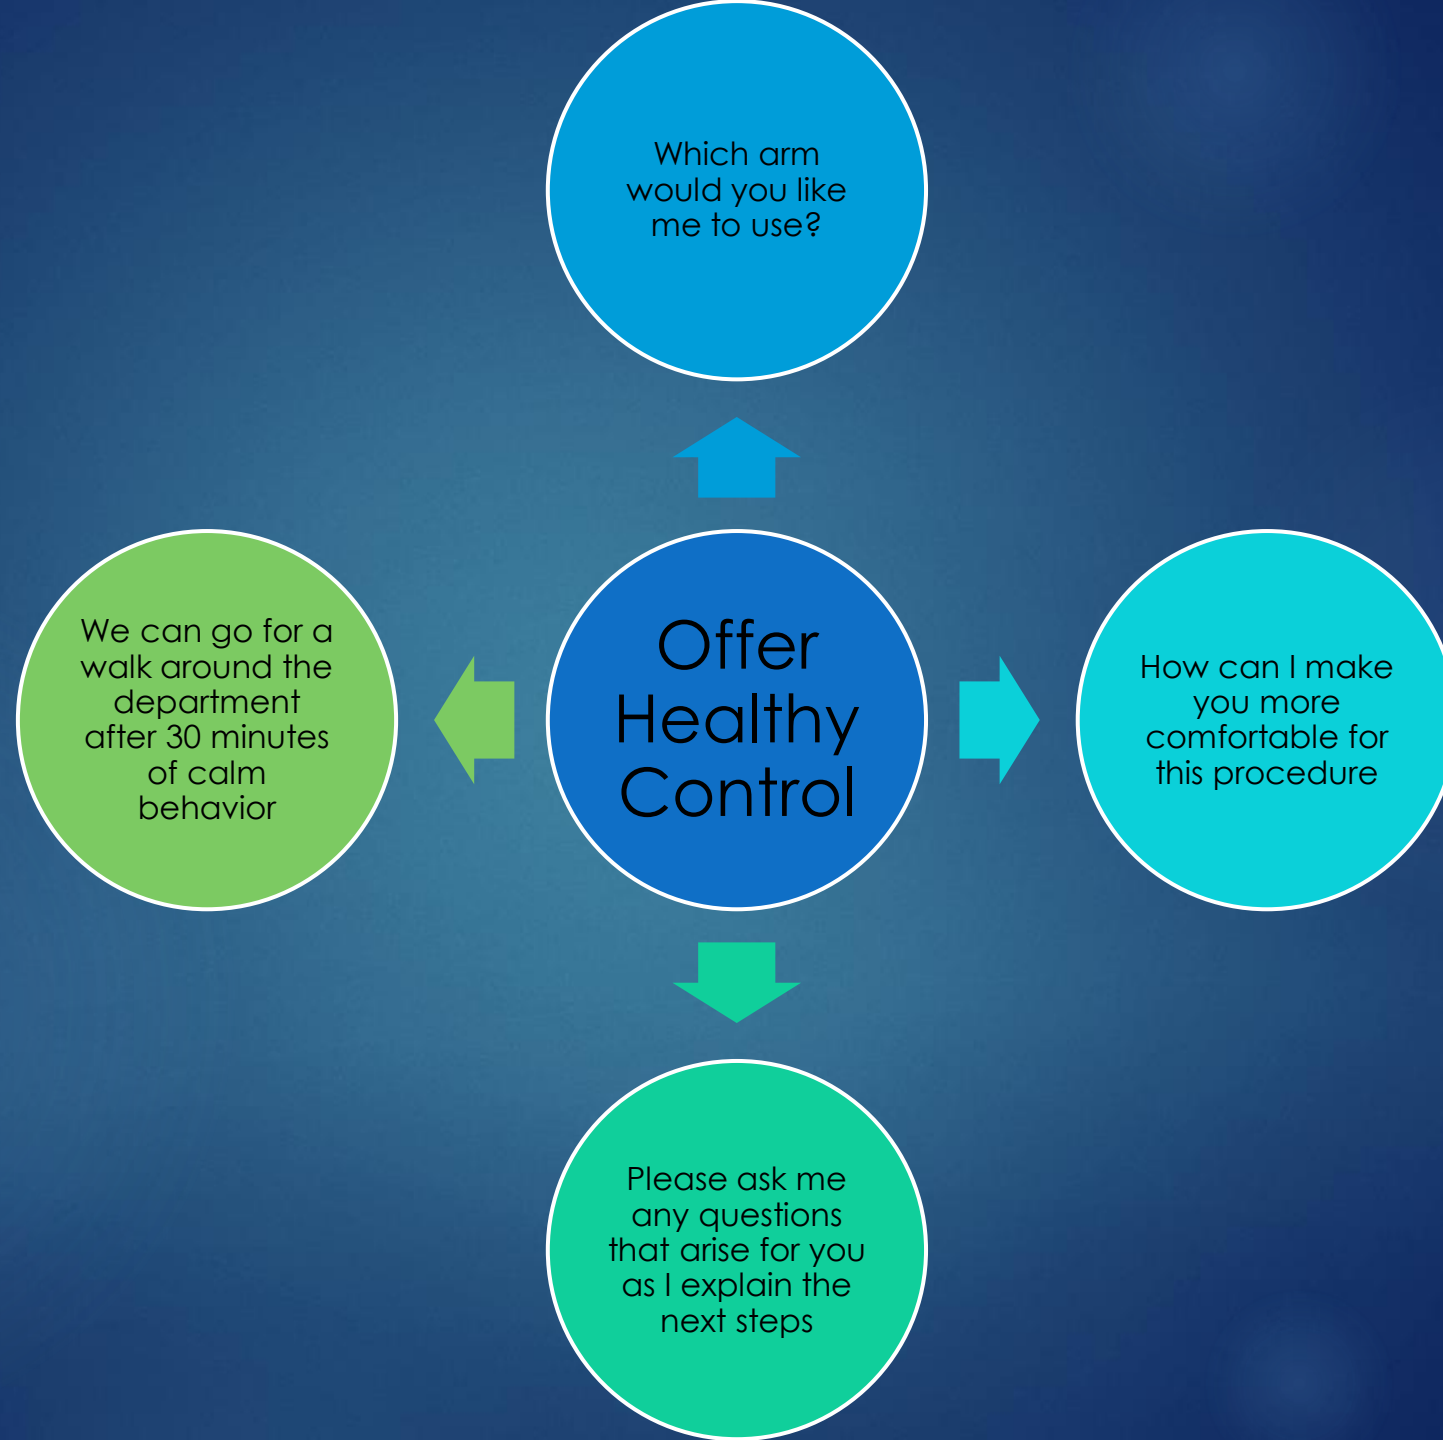 Which arm
would you like
me to use?
We can go for a
walk around the
department
after 30 minutes
of calm
behavior
Offer
Healthy
Control
How can I make
you more
comfortable for
this procedure
Please ask me
any questions
that arise for you
as I explain the
next steps